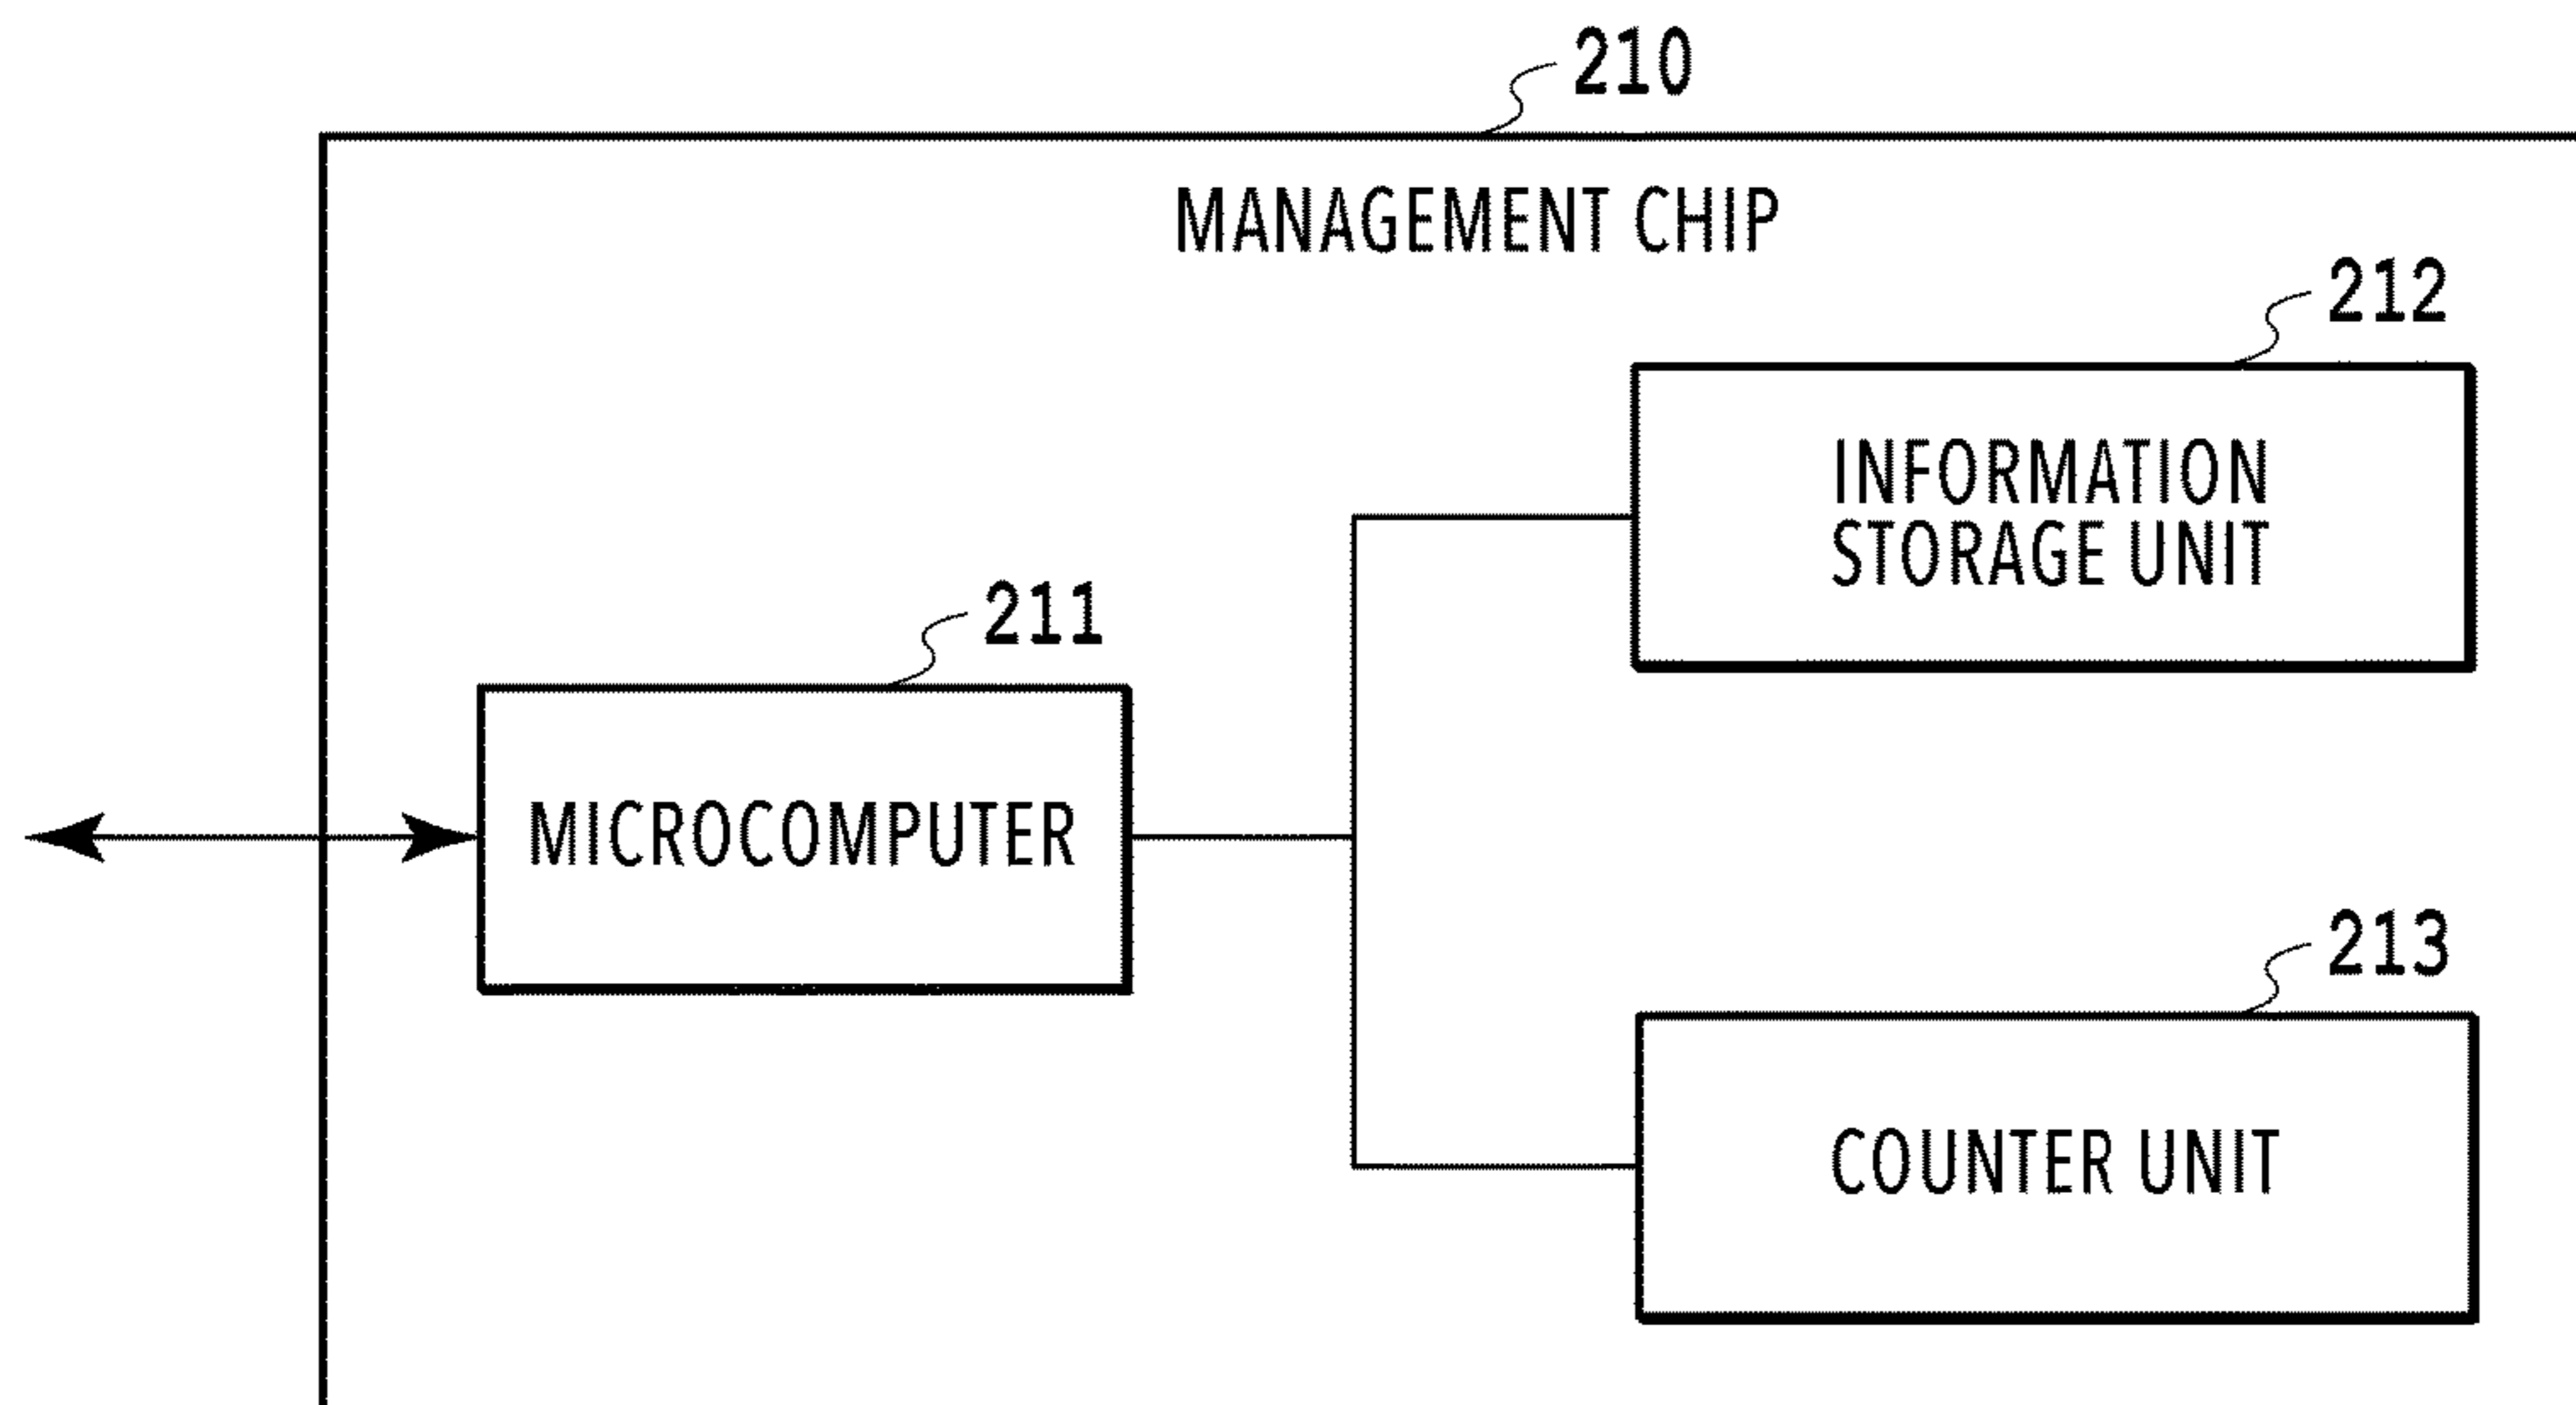 210
MANAGEMENT CHIP
212
INFORMATION
STORAGE UNIT
211
MICROCOMPUTER
213
COUNTER UNIT